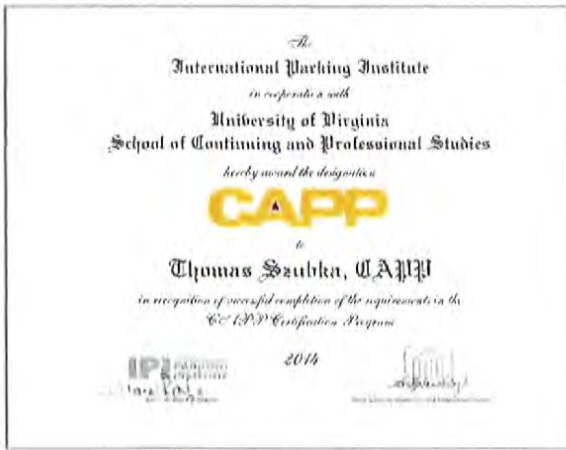 The
International Parking Institute
in cooperation with
University of Virginia
School of Continuing and Professional Studies
hereby award the designation
CAPP
to
Thomas Szubka, CAPP
in recognition of successful completion of the requirements in the
CAPP Certification Program
2014
IPI